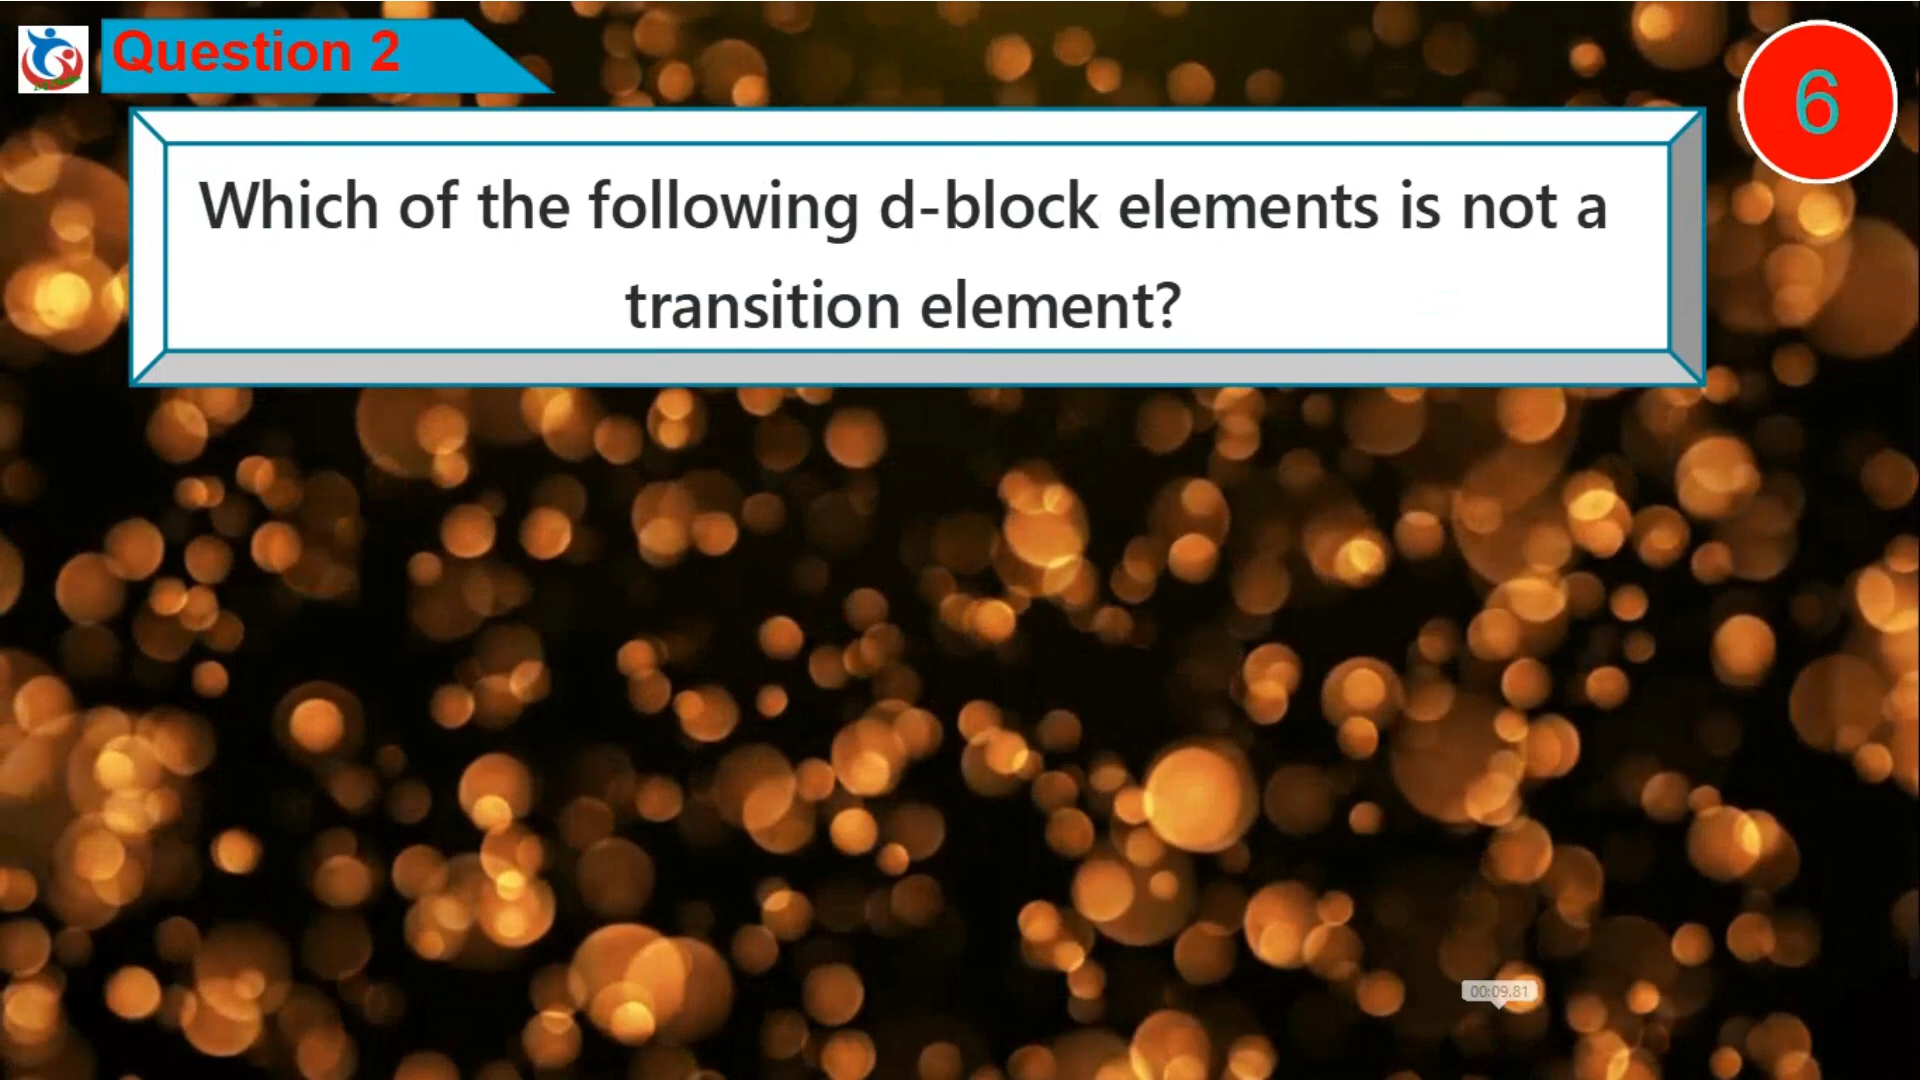 Question 2
6
Which of the following d-block elements is not a
transition element?
00:09.81